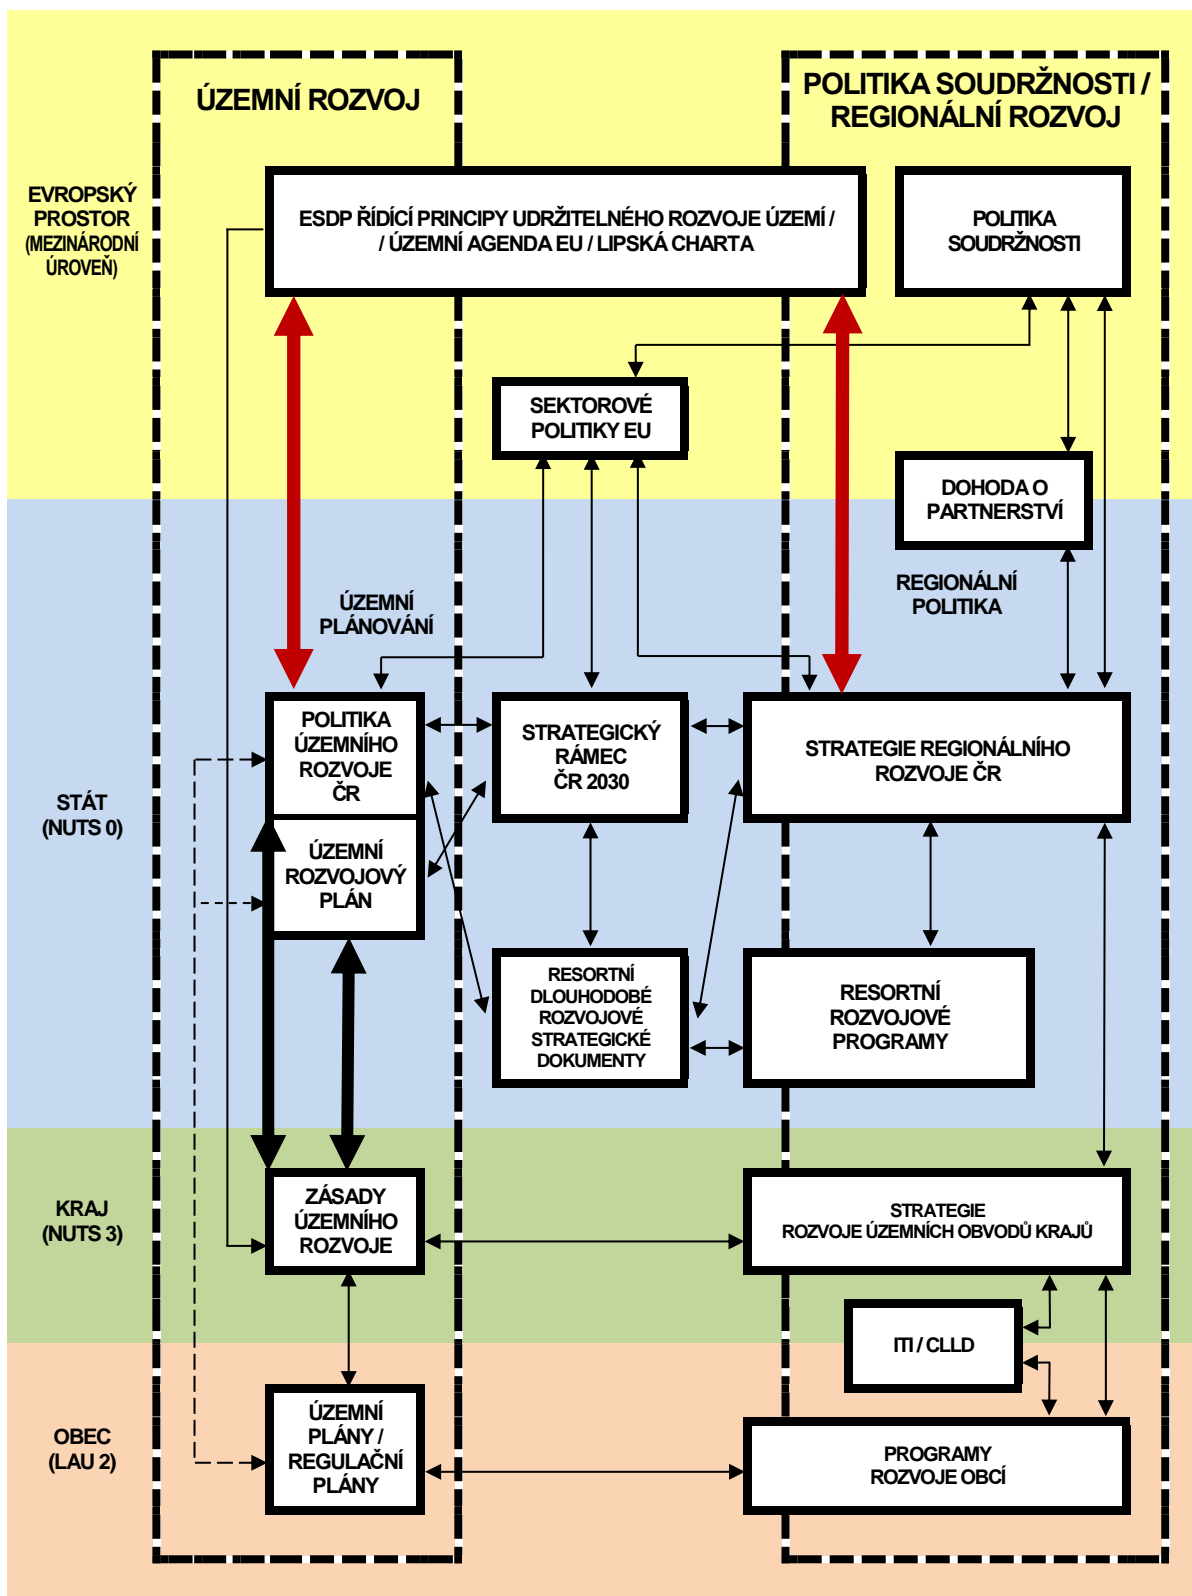 ÚZEMNÍ ROZVOJ
POLITIKA SOUDRŽNOSTI /
REGIONÁLNÍ ROZVOJ
EVROPSKÝ
PROSTOR
(MEZINÁRODNÍ
ÚROVEŇ)
ESDP ŘÍDÍCÍ PRINCIPY UDRŽITELNÉHO ROZVOJE ÚZEMÍ /
/ ÚZEMNÍ AGENDA EU / LIPSKÁ CHARTA
POLITIKA
SOUDRŽNOSTI
SEKTOROVÉ
POLITIKY EU
DOHODA O
PARTNERSTVÍ
ÚZEMNÍ
PLÁNOVÁNÍ
REGIONÁLNÍ
POLITIKA
STÁT
(NUTS 0)
POLITIKA
ÚZEMNÍHO
ROZVOJE
ČR
STRATEGICKÝ
RÁMEC
ČR 2030
STRATEGIE REGIONÁLNÍHO
ROZVOJE ČR
ÚZEMNÍ
ROZVOJOVÝ
PLÁN
RESORTNÍ
DLOUHODOBÉ
ROZVOJOVÉ
STRATEGICKÉ
DOKUMENTY
RESORTNÍ
ROZVOJOVÉ
PROGRAMY
KRAJ
(NUTS 3)
ZÁSADY
ÚZEMNÍHO
ROZVOJE
STRATEGIE
ROZVOJE ÚZEMNÍCH OBVODŮ KRAJŮ
ITI / CLLD
OBEC
(LAU 2)
ÚZEMNÍ
PLÁNY /
REGULAČNÍ
PLÁNY
PROGRAMY
ROZVOJE OBCÍ